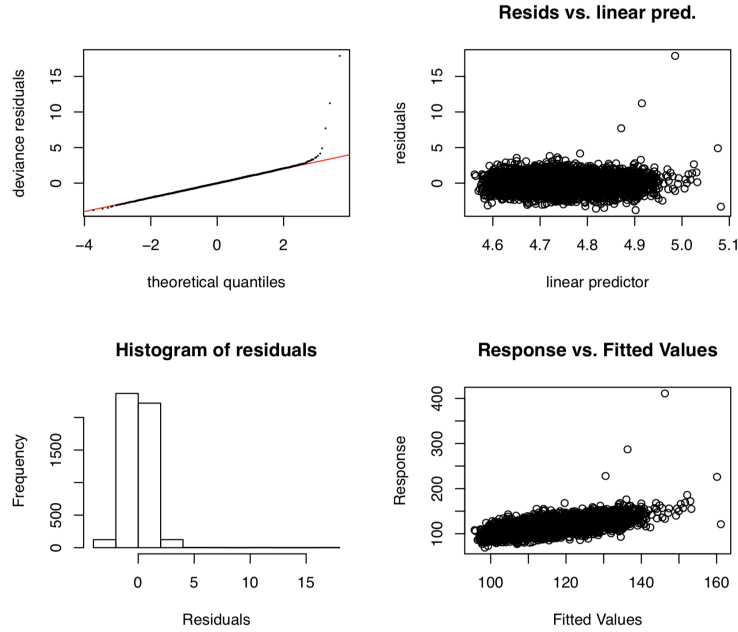 deviance residuals
15
10
5
0
−4 −2 0 2
theoretical quantiles
Resids vs. linear pred.
residuals
15
10
5
0
4.6 4.7 4.8 4.9 5.0 5.1
linear predictor
Histogram of residuals
Frequency
1500
500
0
0 5 10 15
Residuals
Response vs. Fitted Values
Response
400
300
200
100
100 120 140 160
Fitted Values